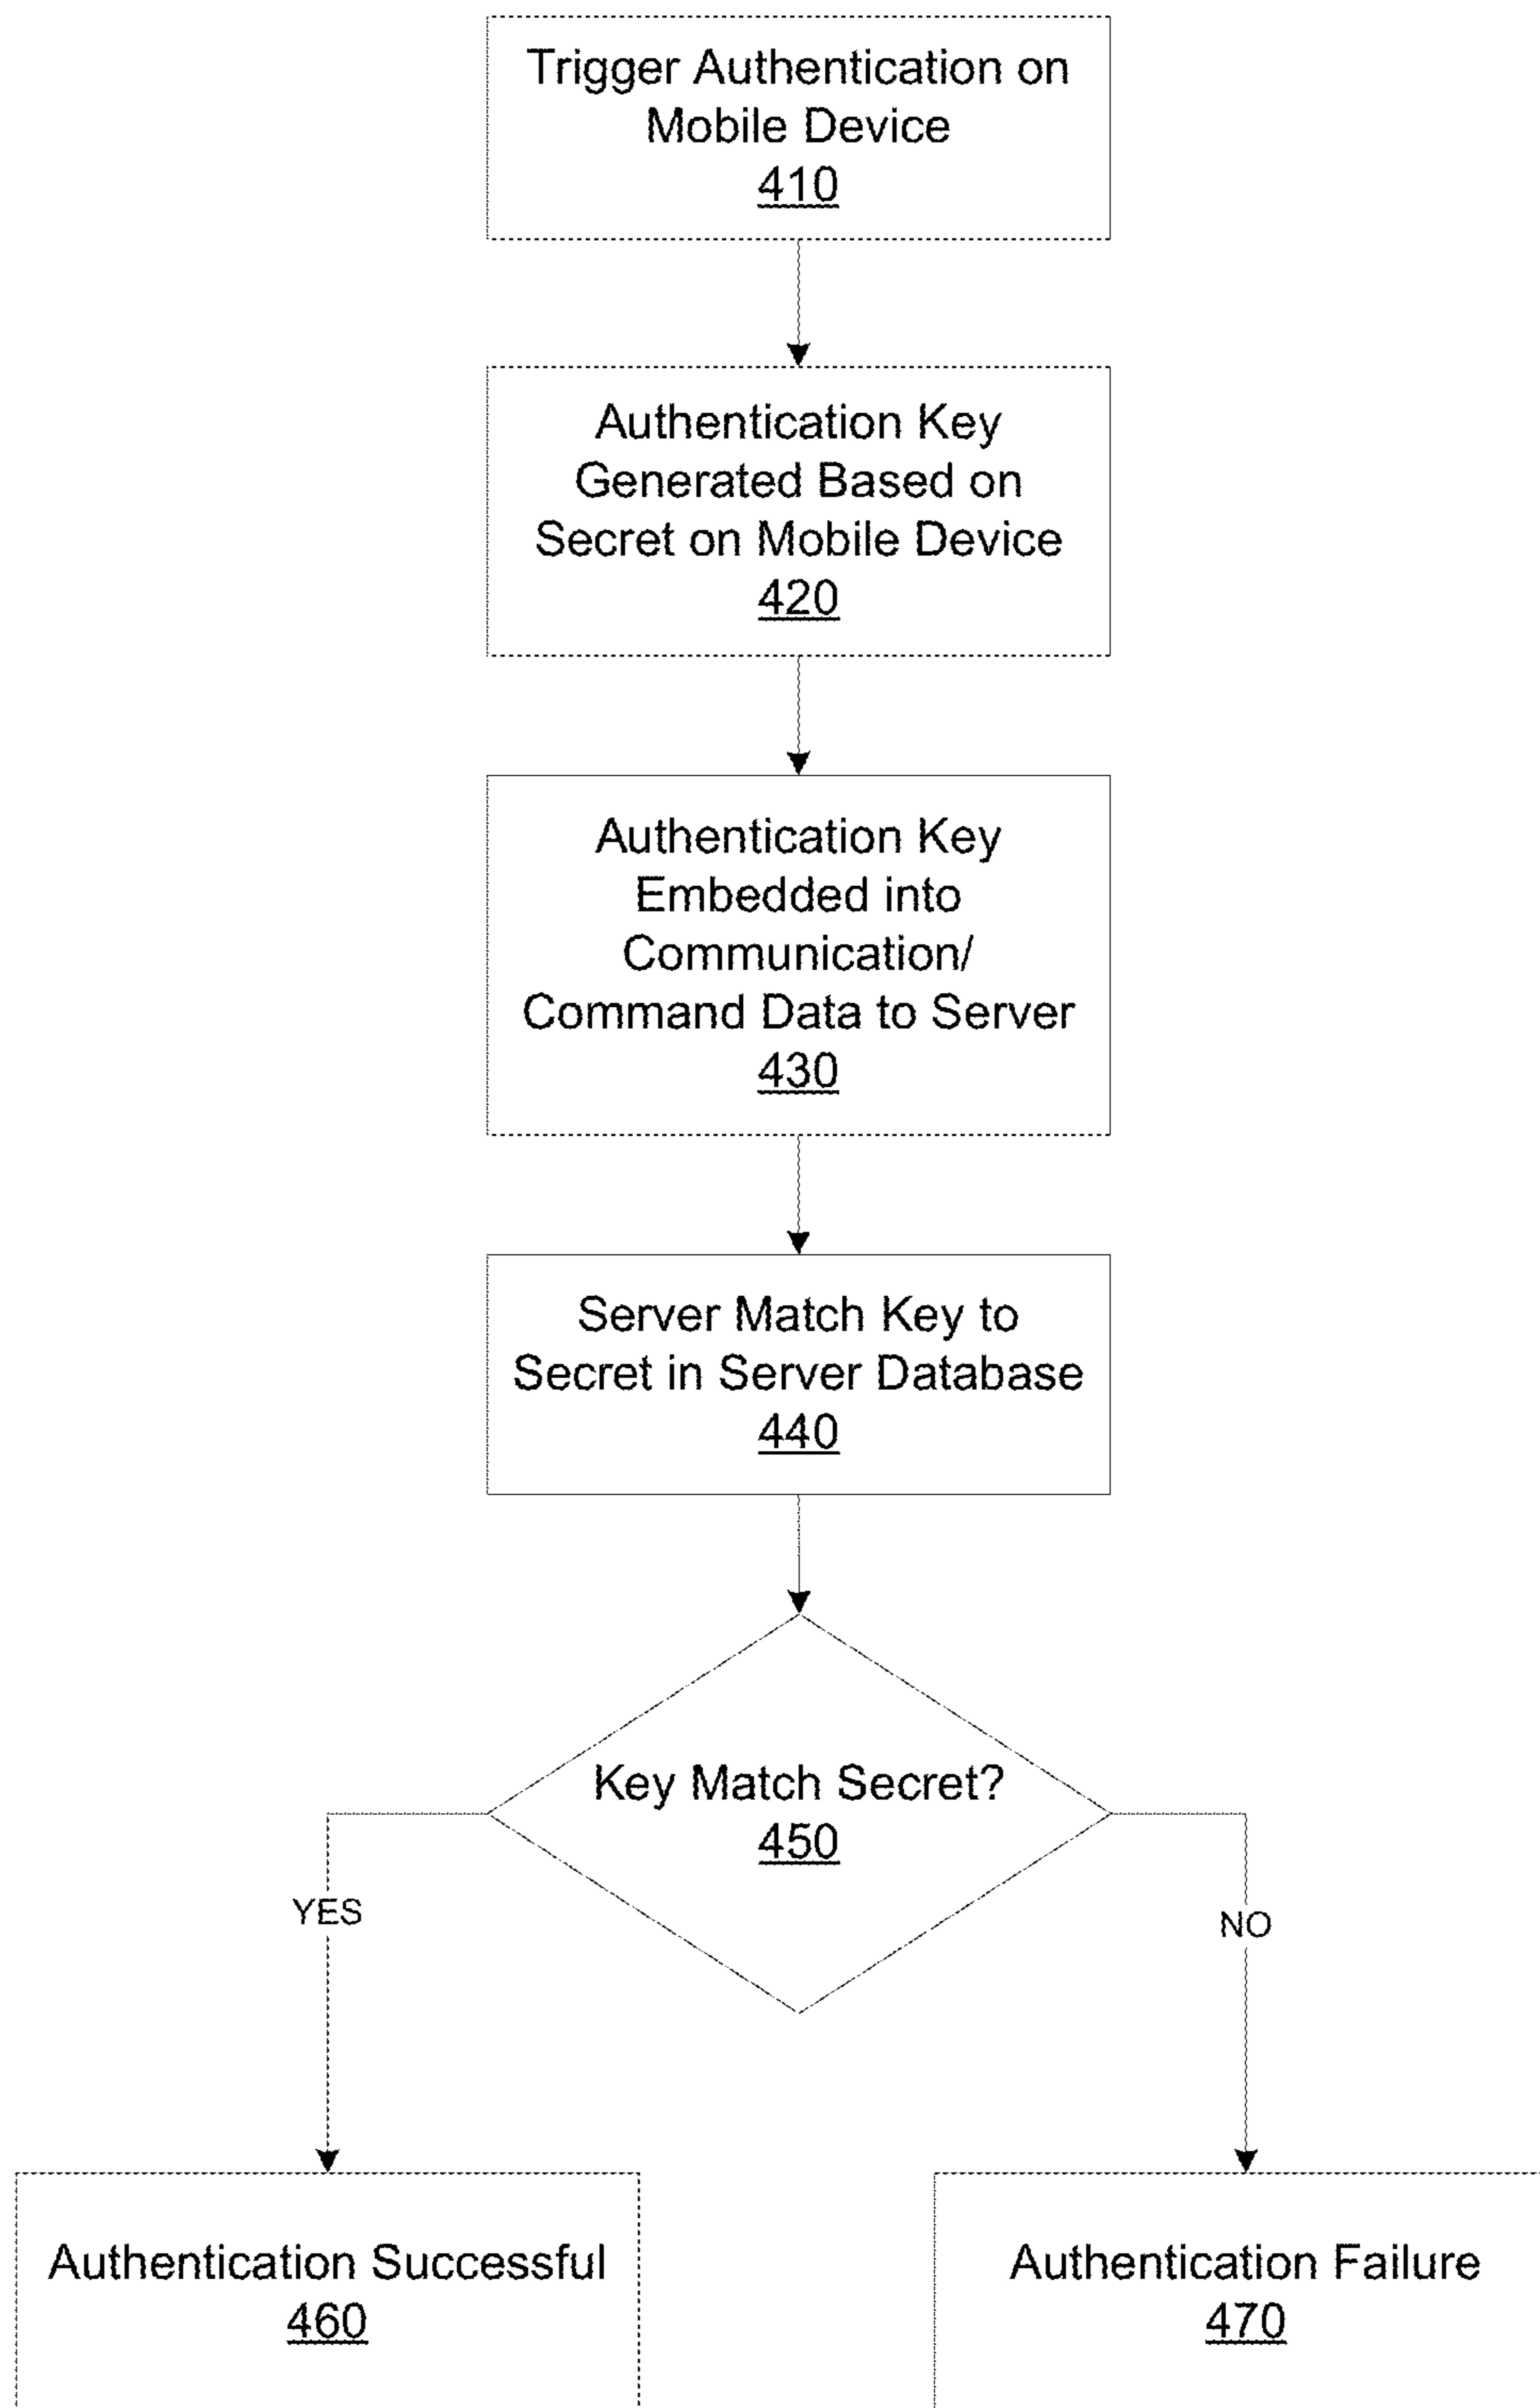 Trigger Authentication on
Mobile Device
410
Authentication Key
Generated Based on
Secret on Mobile Device
420
Authentication Key
Embedded into
Communication/
Command Data to Server
430
Server Match Key to
Secret in Server Database
440
Key Match Secret?
450
YES
NO
Authentication Successful
460
Authentication Failure
470